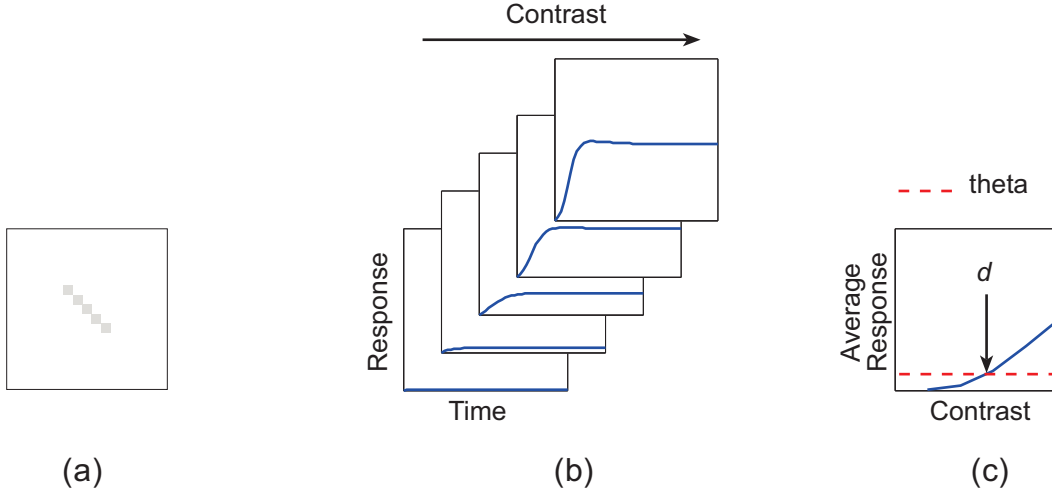 Contrast
Response
Time
theta
d
Average
Response
Contrast
(a)
(b)
(c)